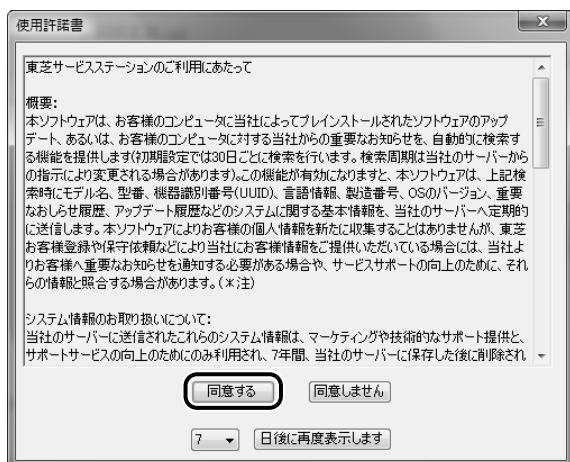 使用許諾書
東芝サービスステーションのご利用にあたって
概要:
本ソフトウェアは、お客様のコンピュータに当社によってプレインストールされたソフトウェアのアップ
デート、あるいは、お客様のコンピュータに対する当社からの重要なお知らせを、自動的に検索す
る機能を提供します(初期設定では30日ごとに検索を行います。検索周期は当社のサーバーから
の指示により変更される場合があります)。この機能が有効になりますと、本ソフトウェアは、上記検
索時にモデル名、型番、機器識別番号(UUID)、言語情報、製造番号、OSのバージョン、重要
なおしらせ履歴、アップデート履歴などのシステムに関する基本情報を、当社のサーバーへ定期的
に送信します。本ソフトウェアによりお客様の個人情報を新たに収集することはありませんが、東芝
お客様登録や保守依頼などにより当社にお客様情報をご提供いただいている場合には、当社よ
りお客様へ重要なお知らせを通知する必要がある場合や、サービスサポートの向上のために、それ
らの情報と照合する場合があります。(※注)
システム情報のお取り扱いについて:
当社のサーバーに送信されたこれらのシステム情報は、マーケティングや技術的なサポート提供と、
サポートサービスの向上のためにのみ利用され、7年間、当社のサーバーに保存した後に削除され
同意する 同意しません
7 日後に再度表示します